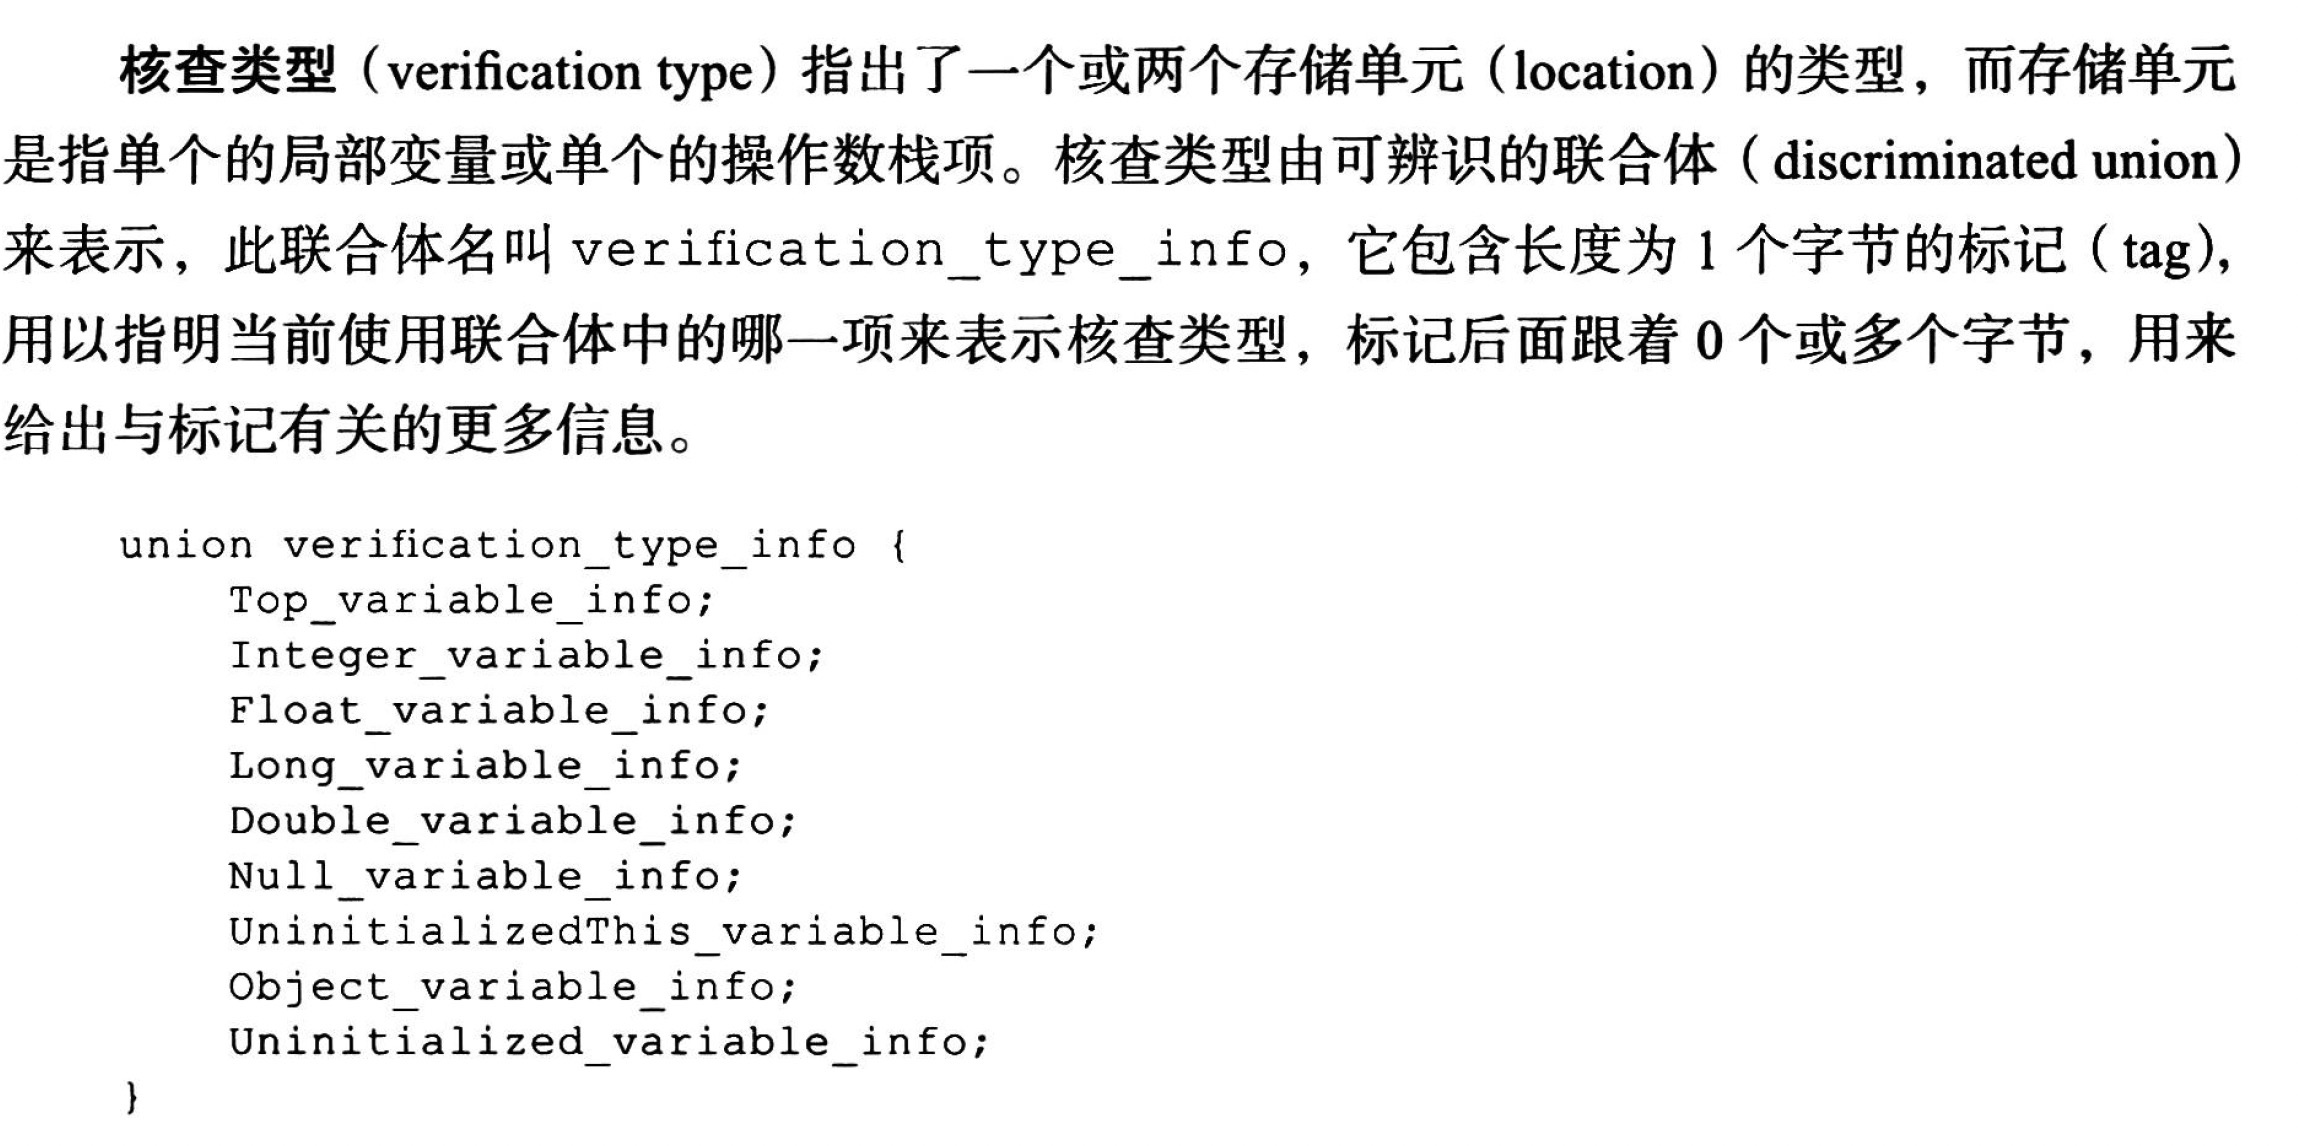 核查类型（verification type）指出了一个或两个存储单元（location）的类型，而存储单元
是指单个的局部变量或单个的操作数栈项。核查类型由可辨识的联合体（discriminated union）
来表示，此联合体名叫 verification_type_info，它包含长度为 1 个字节的标记（tag），
用以指明当前使用联合体中的哪一项来表示核查类型，标记后面跟着 0 个或多个字节，用来
给出与标记有关的更多信息。
union verification_type_info {
Top_variable_info;
Integer_variable_info;
Float_variable_info;
Long_variable_info;
Double_variable_info;
Null_variable_info;
UninitializedThis_variable_info;
Object_variable_info;
Uninitialized_variable_info;
}